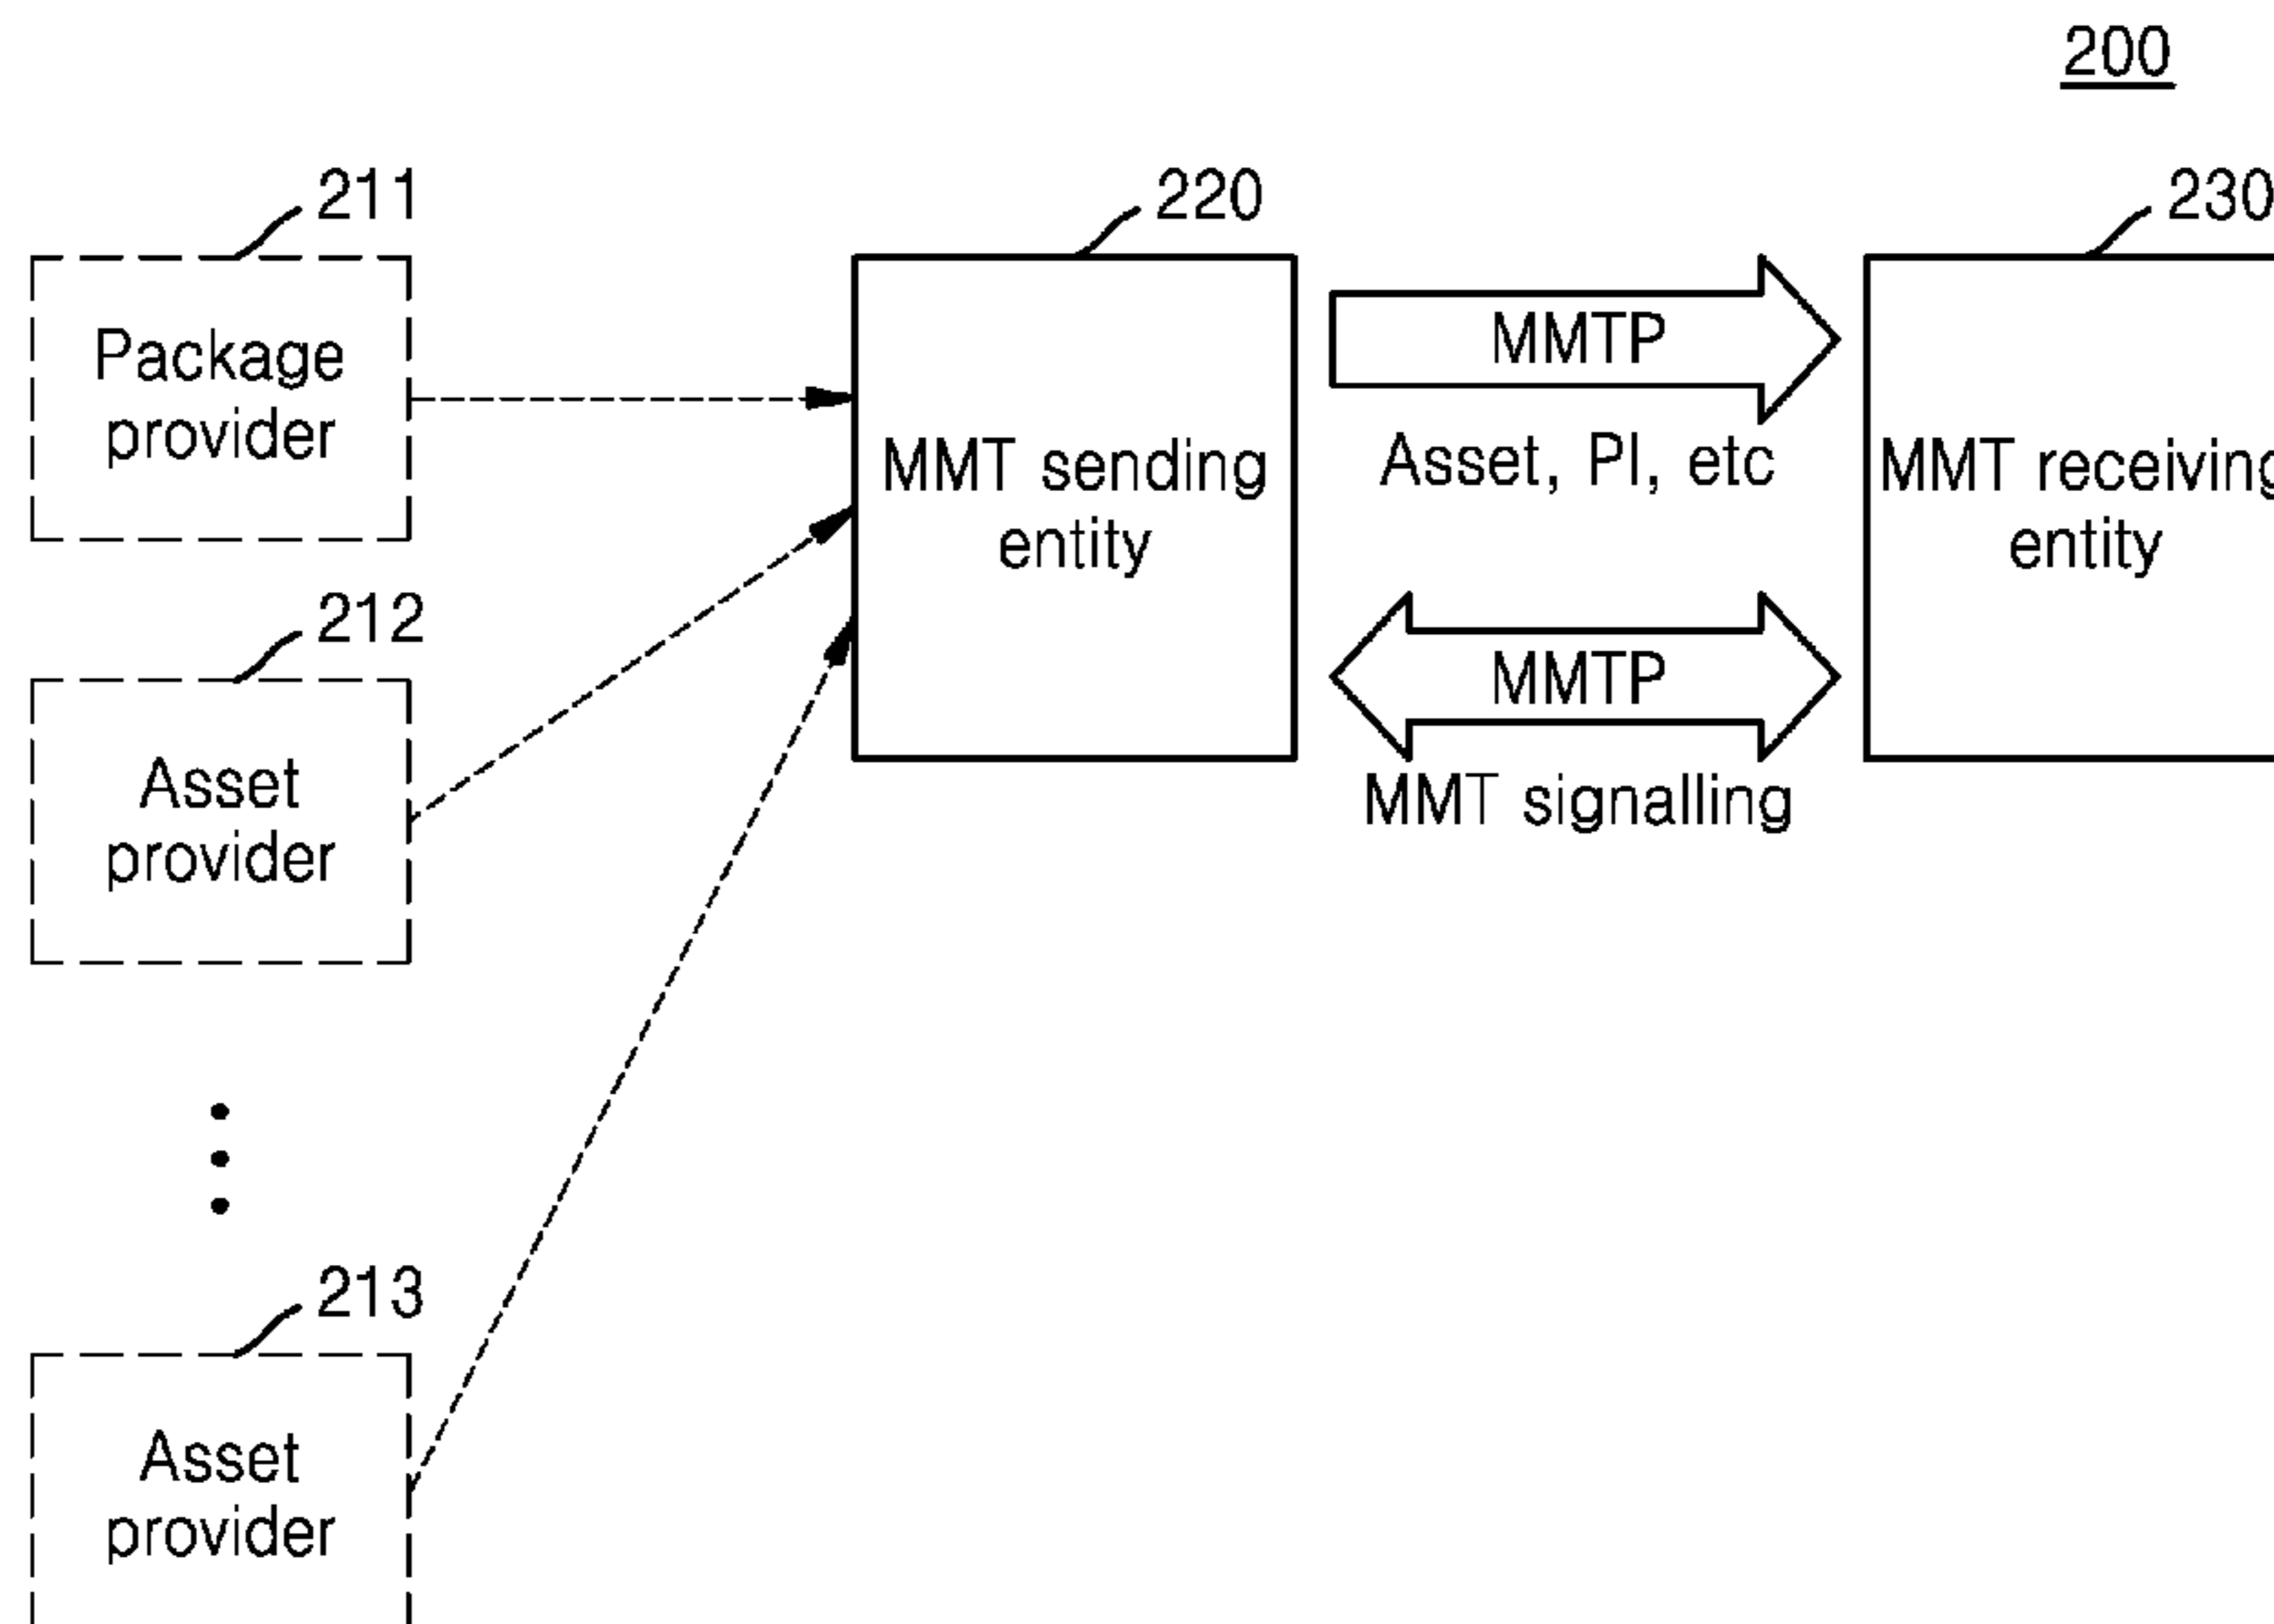 200
211
220
230
Package
provider
MMTP
MMT sending
entity
Asset, PI, etc
MMT receiving
entity
212
MMTP
Asset
provider
MMT signalling
213
Asset
provider